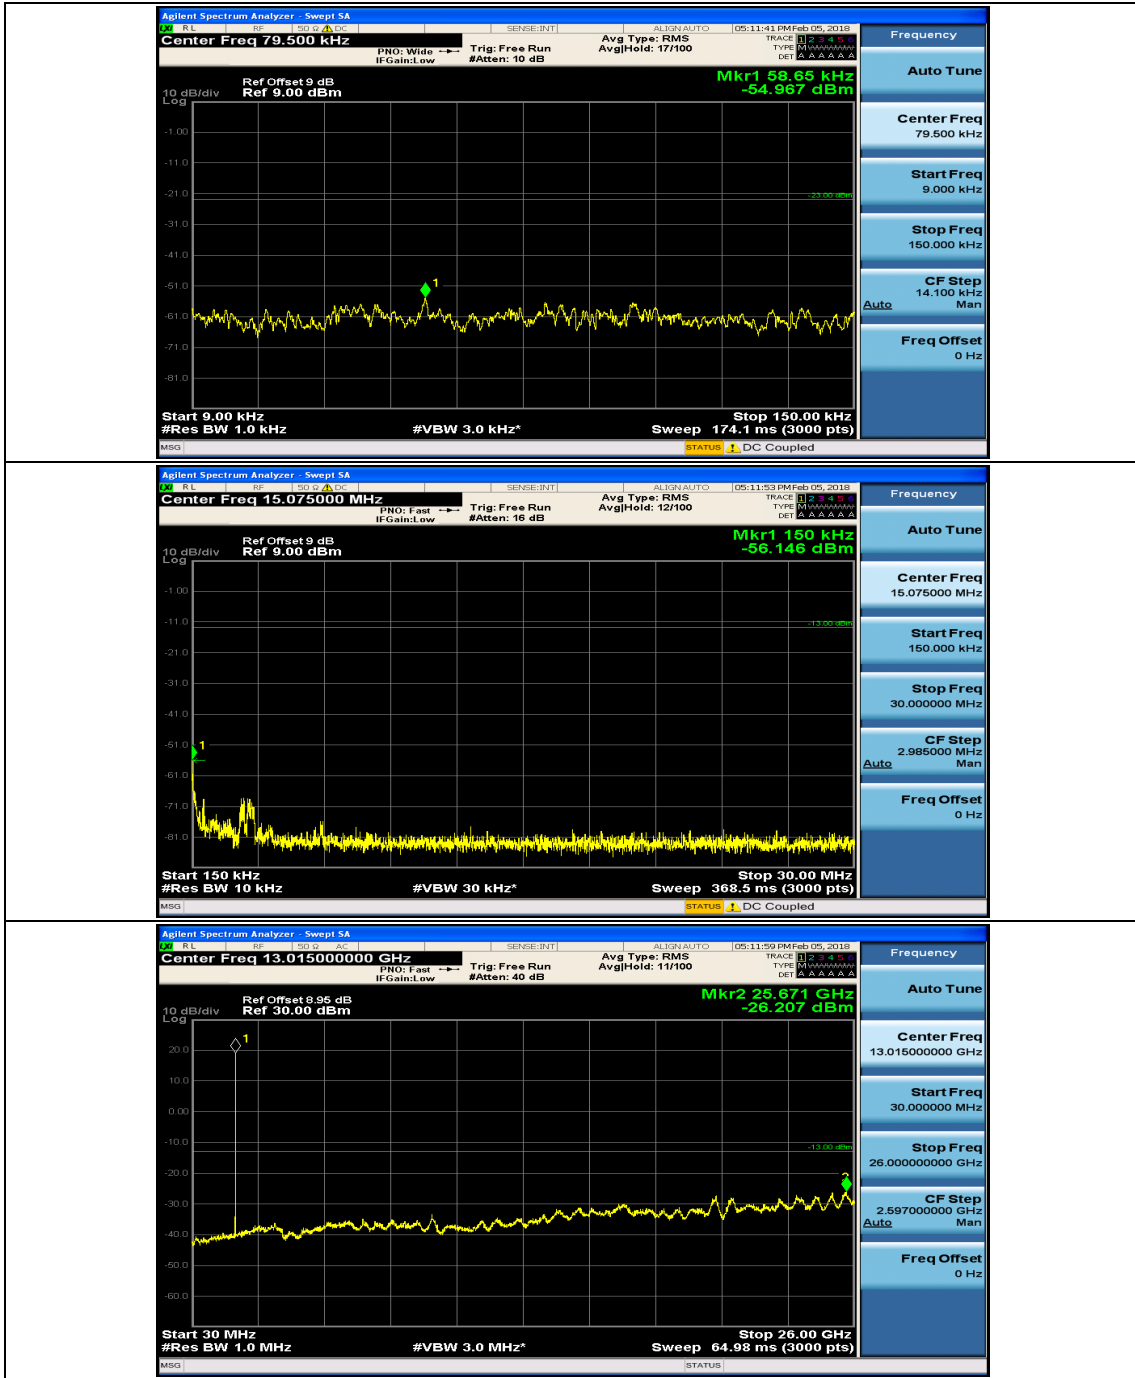 Agilent Spectrum Analyzer - Swept SA
LXI RL RF 50 Ω DC SENSE:INT ALIGN AUTO 05:11:41 PM Feb 05, 2018
Center Freq 79.500 kHz
PNO: Wide Trig: Free Run
IFGain:Low #Atten: 10 dB
Avg Type: RMS
Avg|Hold: 17/100
TRACE 1 2 3 4 5 6
TYPE M
DET A A A A A A
Ref Offset 9 dB
Ref 9.00 dBm
10 dB/div
Log
Mkr1 58.65 kHz
-54.967 dBm
-1.00
-11.0
-21.0
-23.00 dBm
-31.0
-41.0
-51.0
1
-61.0
-71.0
-81.0
Start 9.00 kHz Stop 150.00 kHz
#Res BW 1.0 kHz #VBW 3.0 kHz* Sweep 174.1 ms (3000 pts)
MSG STATUS DC Coupled
Frequency
Auto Tune
Center Freq
79.500 kHz
Start Freq
9.000 kHz
Stop Freq
150.000 kHz
CF Step
14.100 kHz
Auto Man
Freq Offset
0 Hz
Agilent Spectrum Analyzer - Swept SA
LXI RL RF 50 Ω DC SENSE:INT ALIGN AUTO 05:11:53 PM Feb 05, 2018
Center Freq 15.075000 MHz
PNO: Fast Trig: Free Run
IFGain:Low #Atten: 16 dB
Avg Type: RMS
Avg|Hold: 12/100
TRACE 1 2 3 4 5 6
TYPE M
DET A A A A A A
Ref Offset 9 dB
Ref 9.00 dBm
10 dB/div
Log
Mkr1 150 kHz
-56.146 dBm
-1.00
-11.0
-13.00 dBm
-21.0
-31.0
-41.0
-51.0
1
-61.0
-71.0
-81.0
Start 150 kHz Stop 30.00 MHz
#Res BW 10 kHz #VBW 30 kHz* Sweep 368.5 ms (3000 pts)
MSG STATUS DC Coupled
Frequency
Auto Tune
Center Freq
15.075000 MHz
Start Freq
150.000 kHz
Stop Freq
30.000000 MHz
CF Step
2.985000 MHz
Auto Man
Freq Offset
0 Hz
Agilent Spectrum Analyzer - Swept SA
LXI RL RF 50 Ω AC SENSE:INT ALIGN AUTO 05:11:59 PM Feb 05, 2018
Center Freq 13.015000000 GHz
PNO: Fast Trig: Free Run
IFGain:Low #Atten: 40 dB
Avg Type: RMS
Avg|Hold: 11/100
TRACE 1 2 3 4 5 6
TYPE M
DET A A A A A A
Ref Offset 8.95 dB
Ref 30.00 dBm
10 dB/div
Log
Mkr2 25.671 GHz
-26.207 dBm
1
20.0
10.0
0.00
-10.0
-13.00 dBm
-20.0
2
-30.0
-40.0
-50.0
-60.0
Start 30 MHz Stop 26.00 GHz
#Res BW 1.0 MHz #VBW 3.0 MHz* Sweep 64.98 ms (3000 pts)
MSG STATUS
Frequency
Auto Tune
Center Freq
13.015000000 GHz
Start Freq
30.000000 MHz
Stop Freq
26.000000000 GHz
CF Step
2.597000000 GHz
Auto Man
Freq Offset
0 Hz